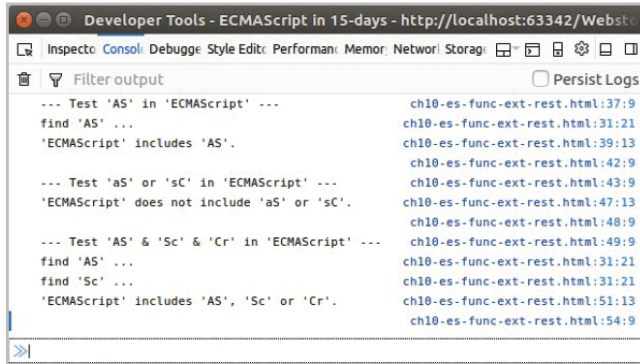 Developer Tools - ECMAScript in 15-days - http://localhost:63342/Websto
Inspecto Consol Debugge Style Edito Performan Memor Networ Storag
Filter output Persist Logs
--- Test 'AS' in 'ECMAScript' --- ch10-es-func-ext-rest.html:37:9
find 'AS' ... ch10-es-func-ext-rest.html:31:21
'ECMAScript' includes 'AS'. ch10-es-func-ext-rest.html:39:13
ch10-es-func-ext-rest.html:42:9
--- Test 'aS' or 'sC' in 'ECMAScript' --- ch10-es-func-ext-rest.html:43:9
'ECMAScript' does not include 'aS' or 'sC'. ch10-es-func-ext-rest.html:47:13
ch10-es-func-ext-rest.html:48:9
--- Test 'AS' & 'Sc' & 'Cr' in 'ECMAScript' --- ch10-es-func-ext-rest.html:49:9
find 'AS' ... ch10-es-func-ext-rest.html:31:21
find 'Sc' ... ch10-es-func-ext-rest.html:31:21
'ECMAScript' includes 'AS', 'Sc' or 'Cr'. ch10-es-func-ext-rest.html:51:13
ch10-es-func-ext-rest.html:54:9